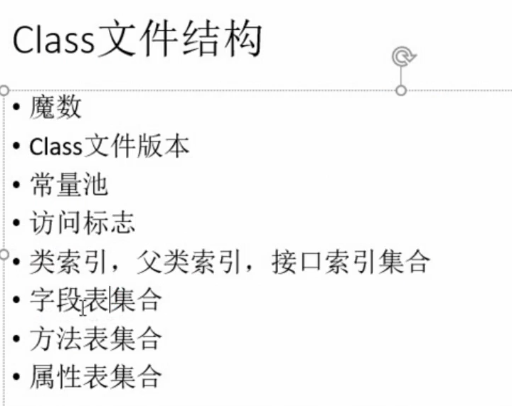 Class文件结构
• 魔数
• Class文件版本
• 常量池
• 访问标志
• 类索引，父类索引，接口索引集合
• 字段表集合
• 方法表集合
• 属性表集合